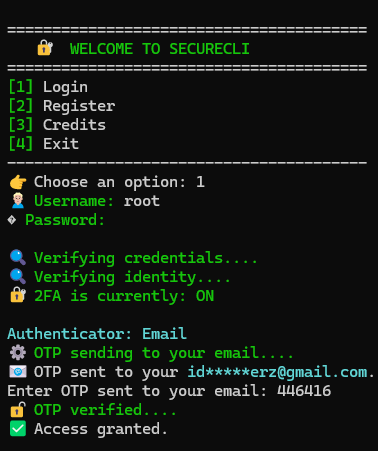 ========================================
🔐 WELCOME TO SECURECLI
========================================
[1] Login
[2] Register
[3] Credits
[4] Exit
----------------------------------------
👉 Choose an option: 1
👨🏻‍🦳 Username: root
� Password:
🔍 Verifying credentials....
🔍 Verifying identity....
🔐 2FA is currently: ON
Authenticator: Email
⚙️ OTP sending to your email....
📧 OTP sent to your id*****erz@gmail.com.
Enter OTP sent to your email: 446416
🔓 OTP verified....
✅ Access granted.